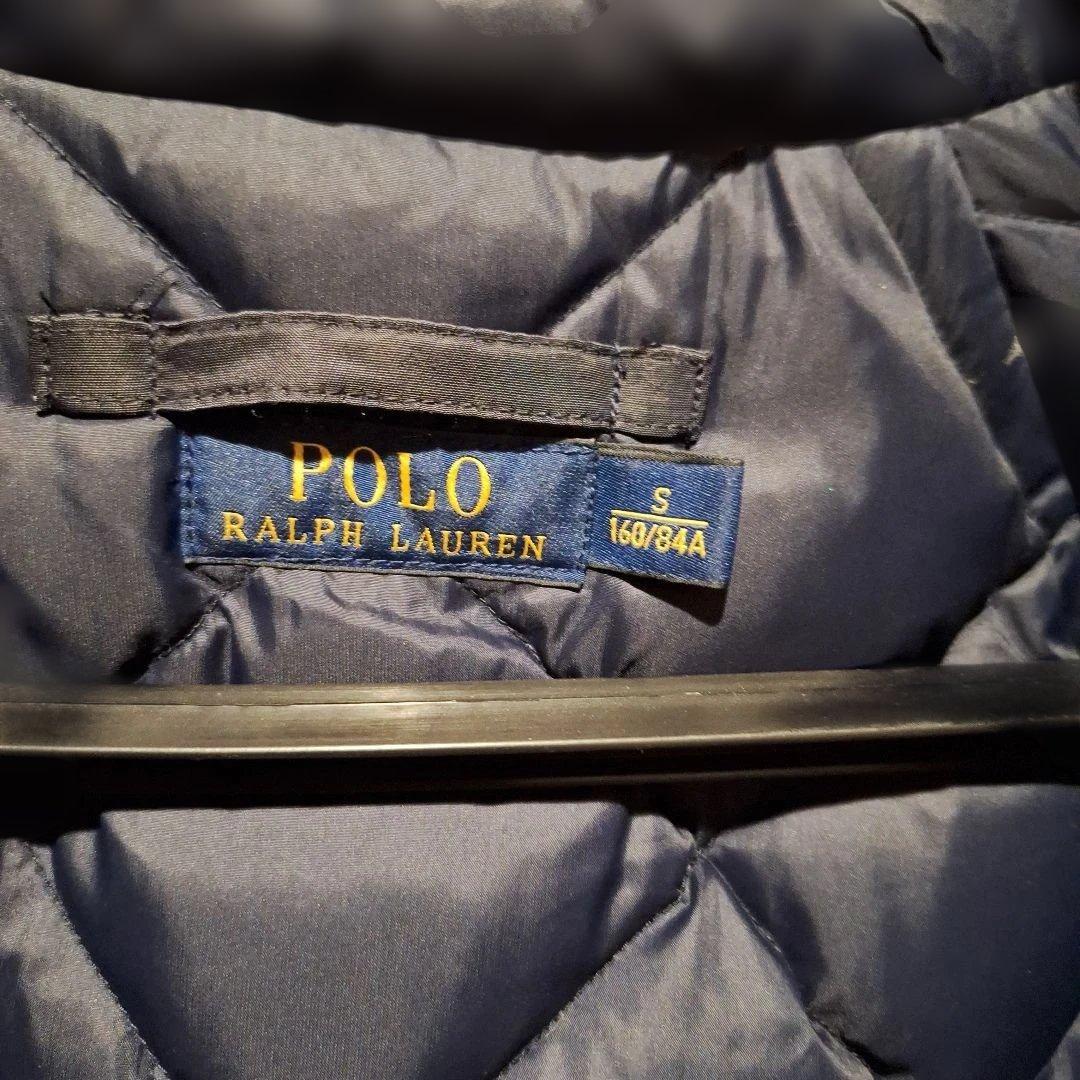 POLO
RALPH LAUREN
S
160/84A